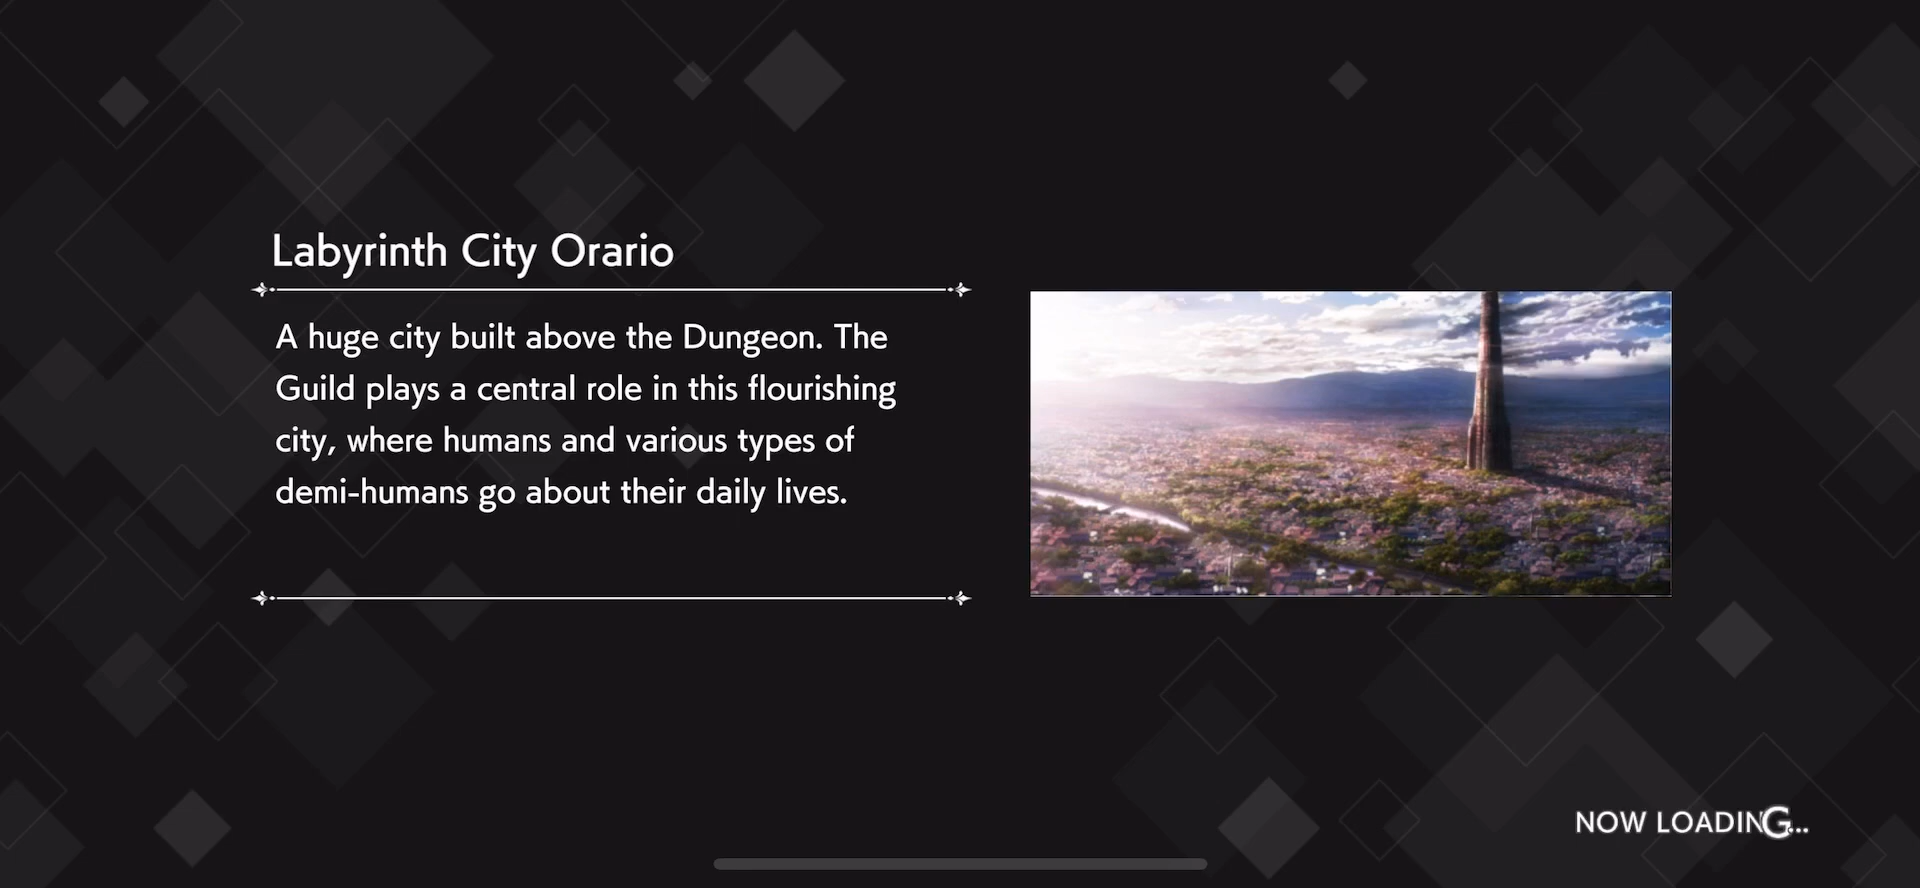 Labyrinth City Orario
A huge city built above the Dungeon. The
Guild plays a central role in this flourishing
city, where humans and various types of
demi-humans go about their daily lives.
NOW LOADING...